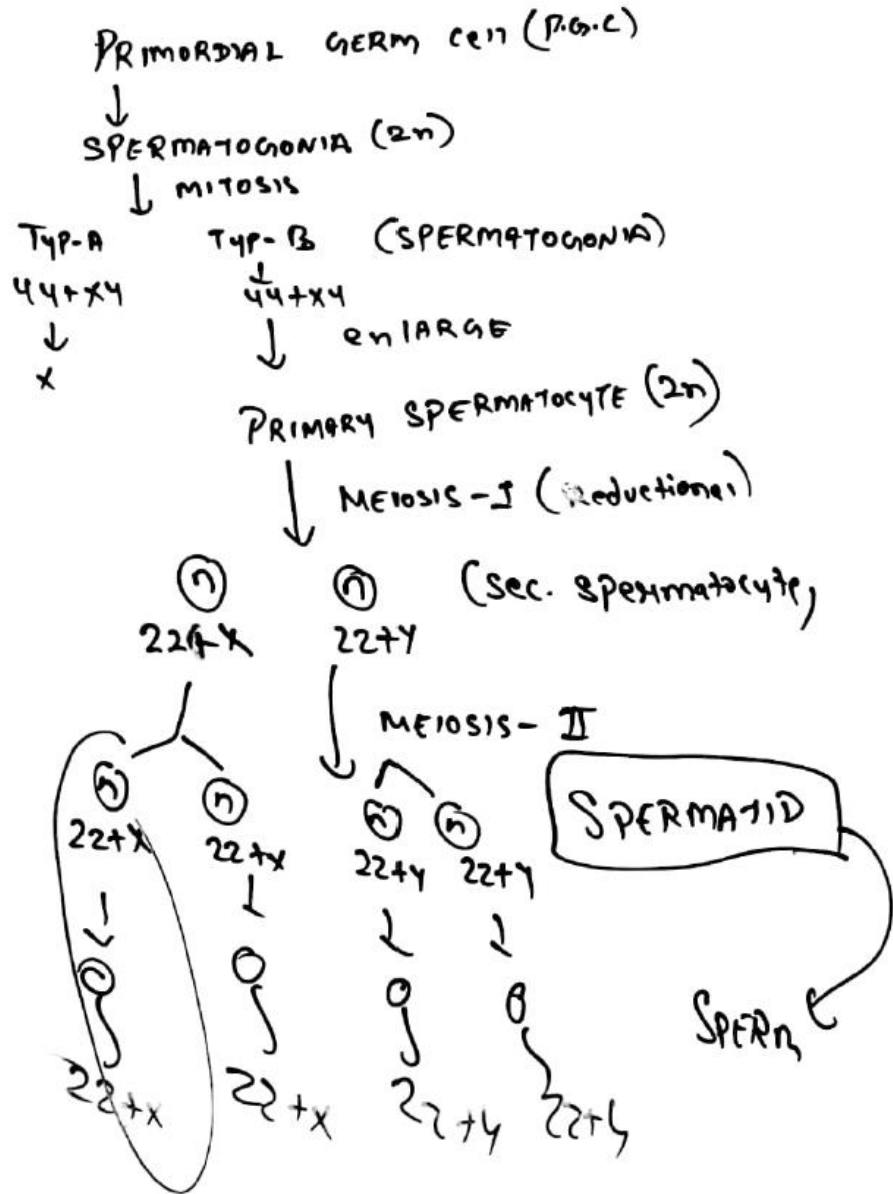 PRIMORDIAL GERM cell (P.G.C)
↓
SPERMATOGONIA (2n)
↓ MITOSIS
Typ-A Typ-B (SPERMATOGONIA)
44+XY 44+XY
↓ ↓ enlARGE
x
PRIMARY SPERMATOCYTE (2n)
↓ MEIOSIS-I (Reductional)
n n (Sec. Spermatocyte,
22+X 22+Y
MEIOSIS-II
n n n n SPERMATID
22+X 22+X 22+Y 22+Y
SPERM
22+X 22+X 22+Y 22+Y